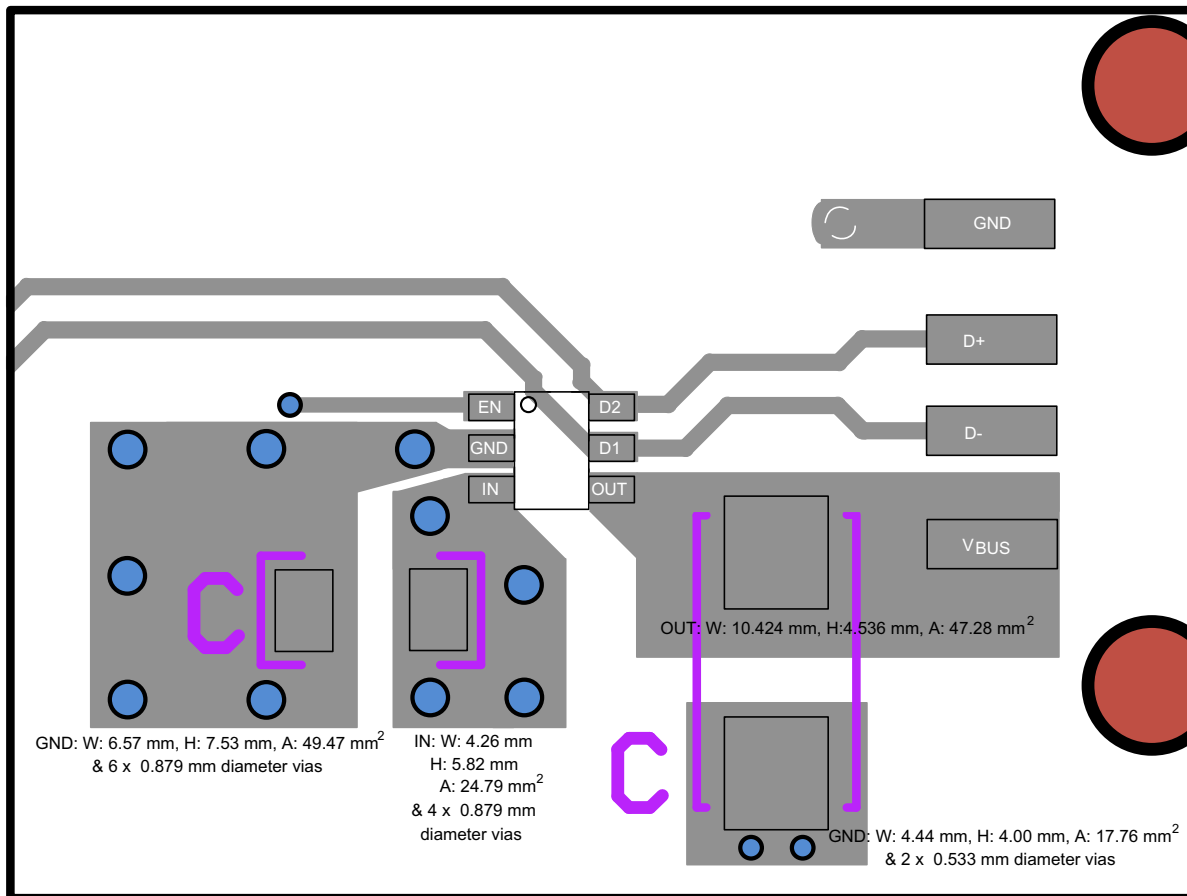 GND
D+
EN
D2
D-
GND
D1
IN
OUT
VBUS
C
OUT: W: 10.424 mm, H:4.536 mm, A: 47.28 mm²
GND: W: 6.57 mm, H: 7.53 mm, A: 49.47 mm²
& 6 x 0.879 mm diameter vias
IN: W: 4.26 mm
H: 5.82 mm
A: 24.79 mm²
& 4 x 0.879 mm
diameter vias
C
GND: W: 4.44 mm, H: 4.00 mm, A: 17.76 mm²
& 2 x 0.533 mm diameter vias